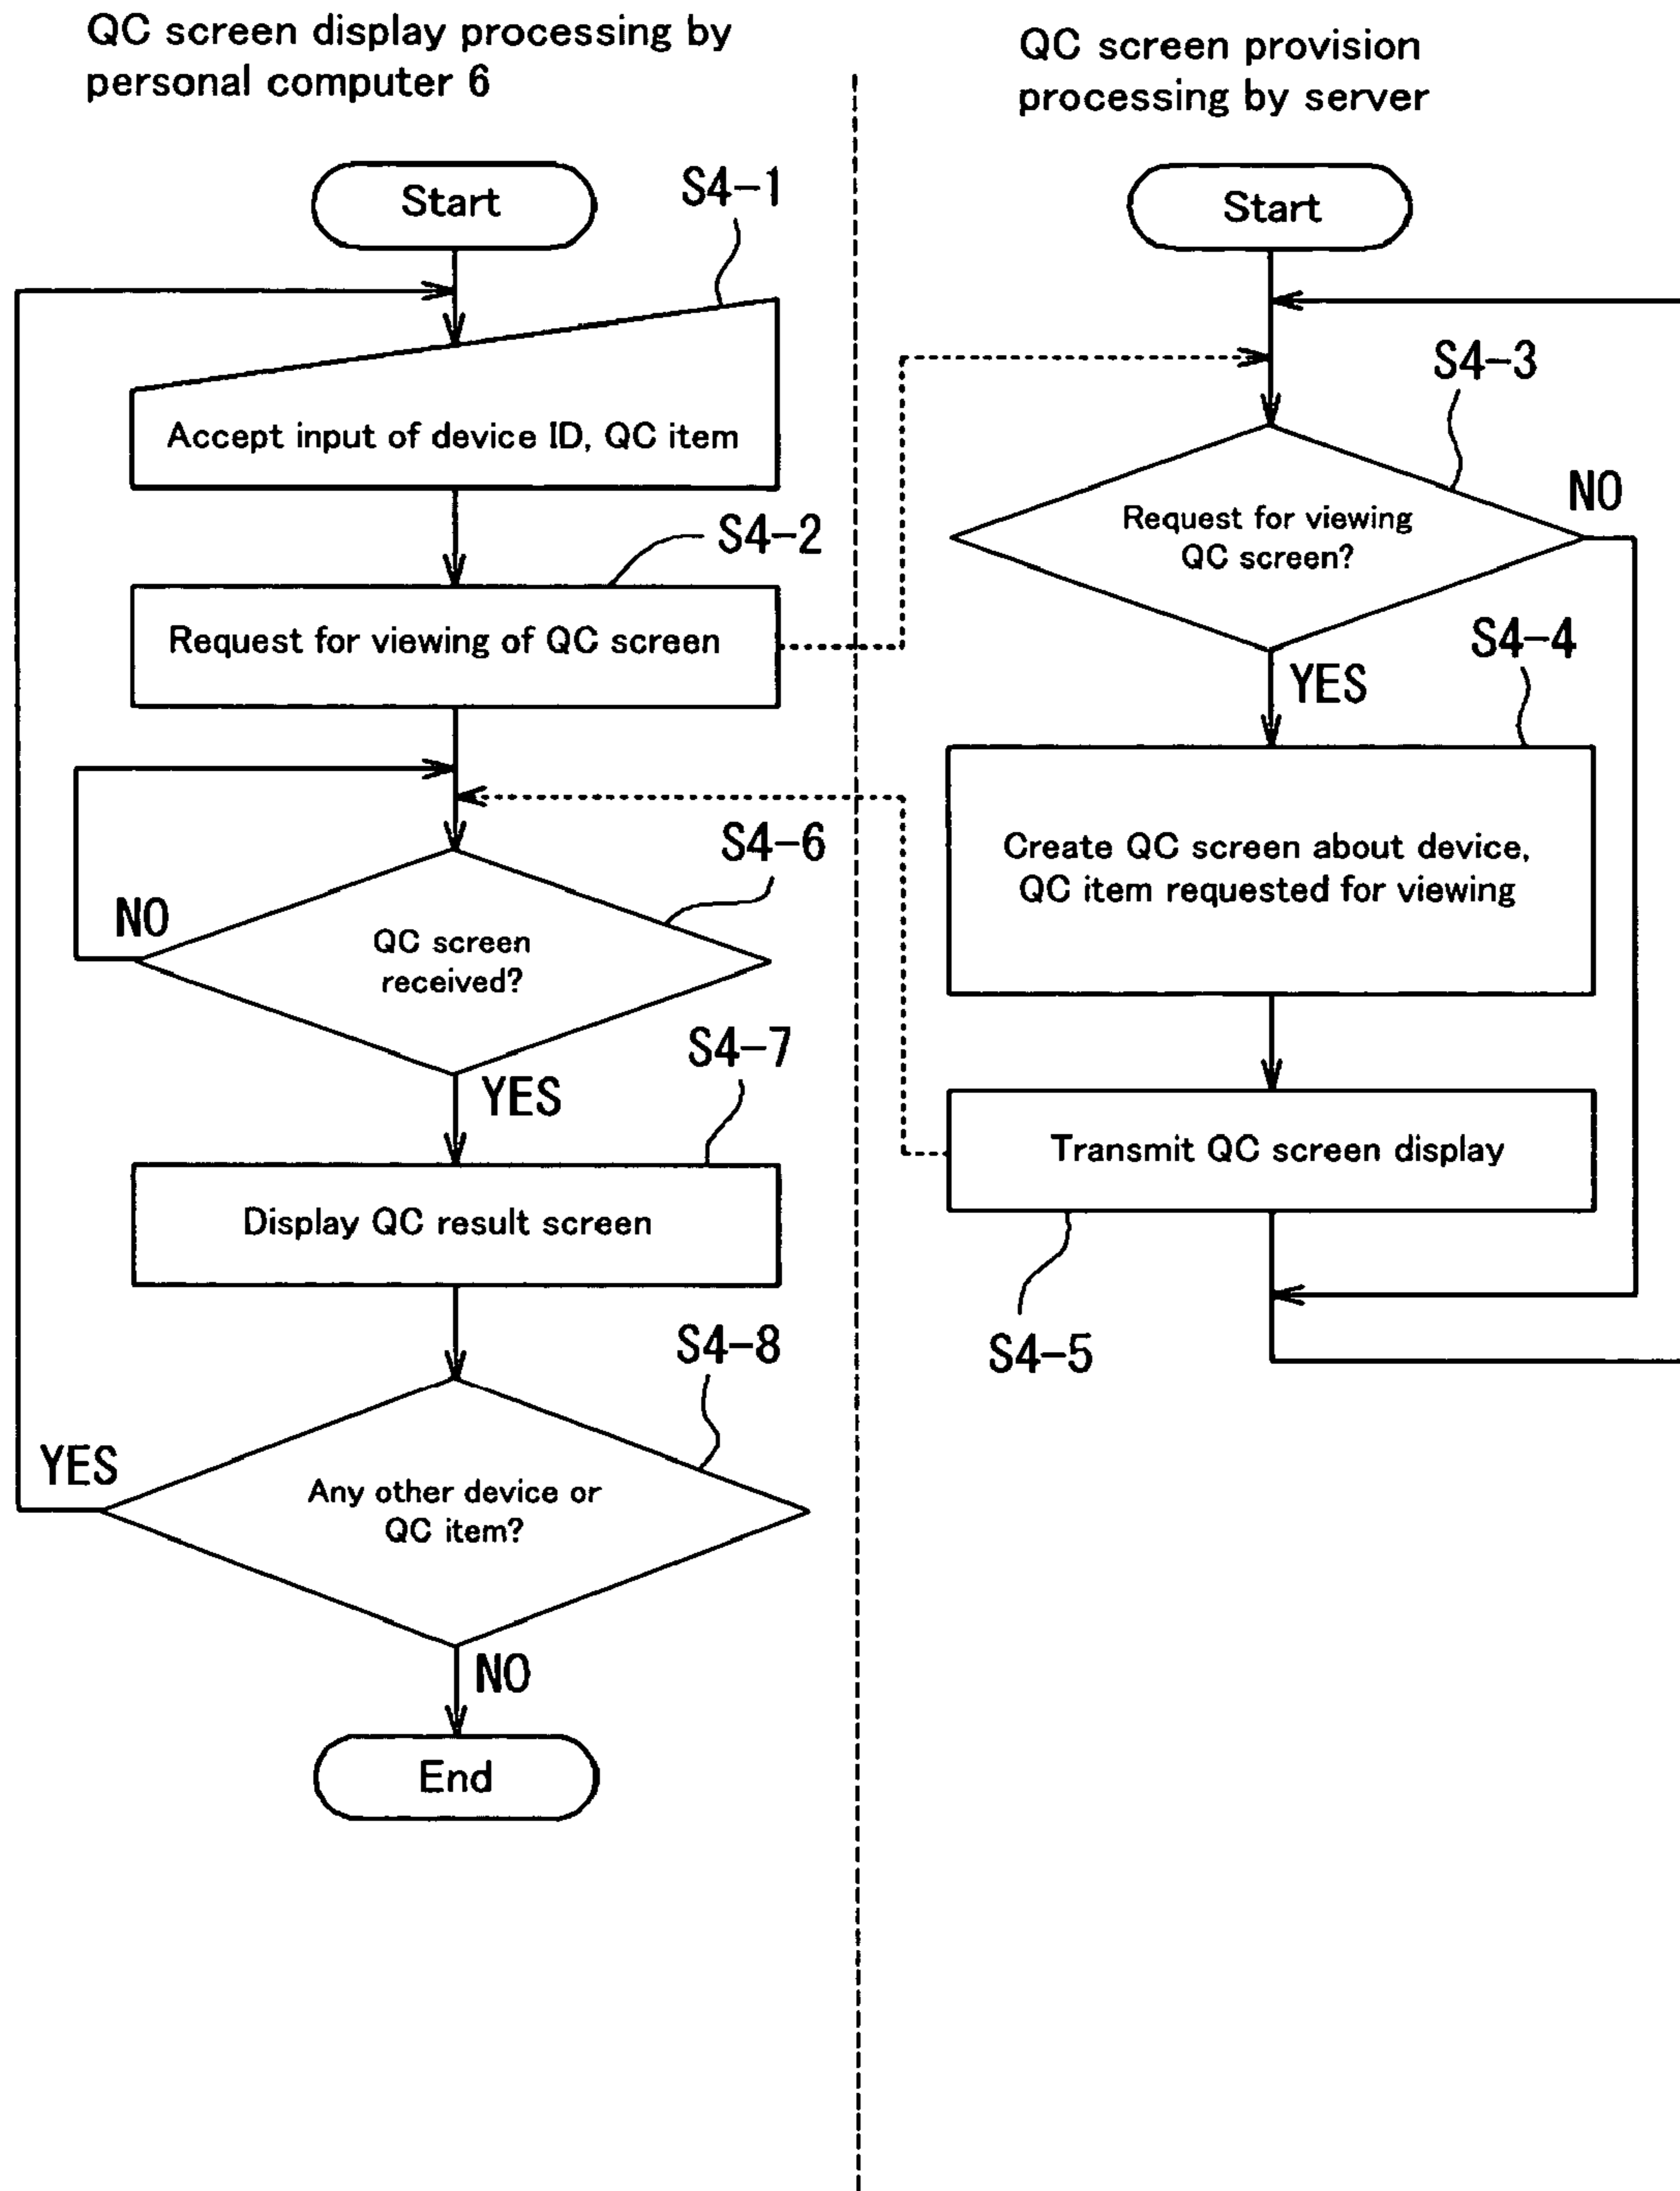 QC screen display processing by
personal computer 6
Start
S4-1
Accept input of device ID, QC item
S4-2
Request for viewing of QC screen
S4-6
NO
QC screen
received?
YES
S4-7
Display QC result screen
S4-8
YES
Any other device or
QC item?
NO
End
QC screen provision
processing by server
Start
S4-3
Request for viewing
QC screen?
NO
YES
S4-4
Create QC screen about device,
QC item requested for viewing
Transmit QC screen display
S4-5